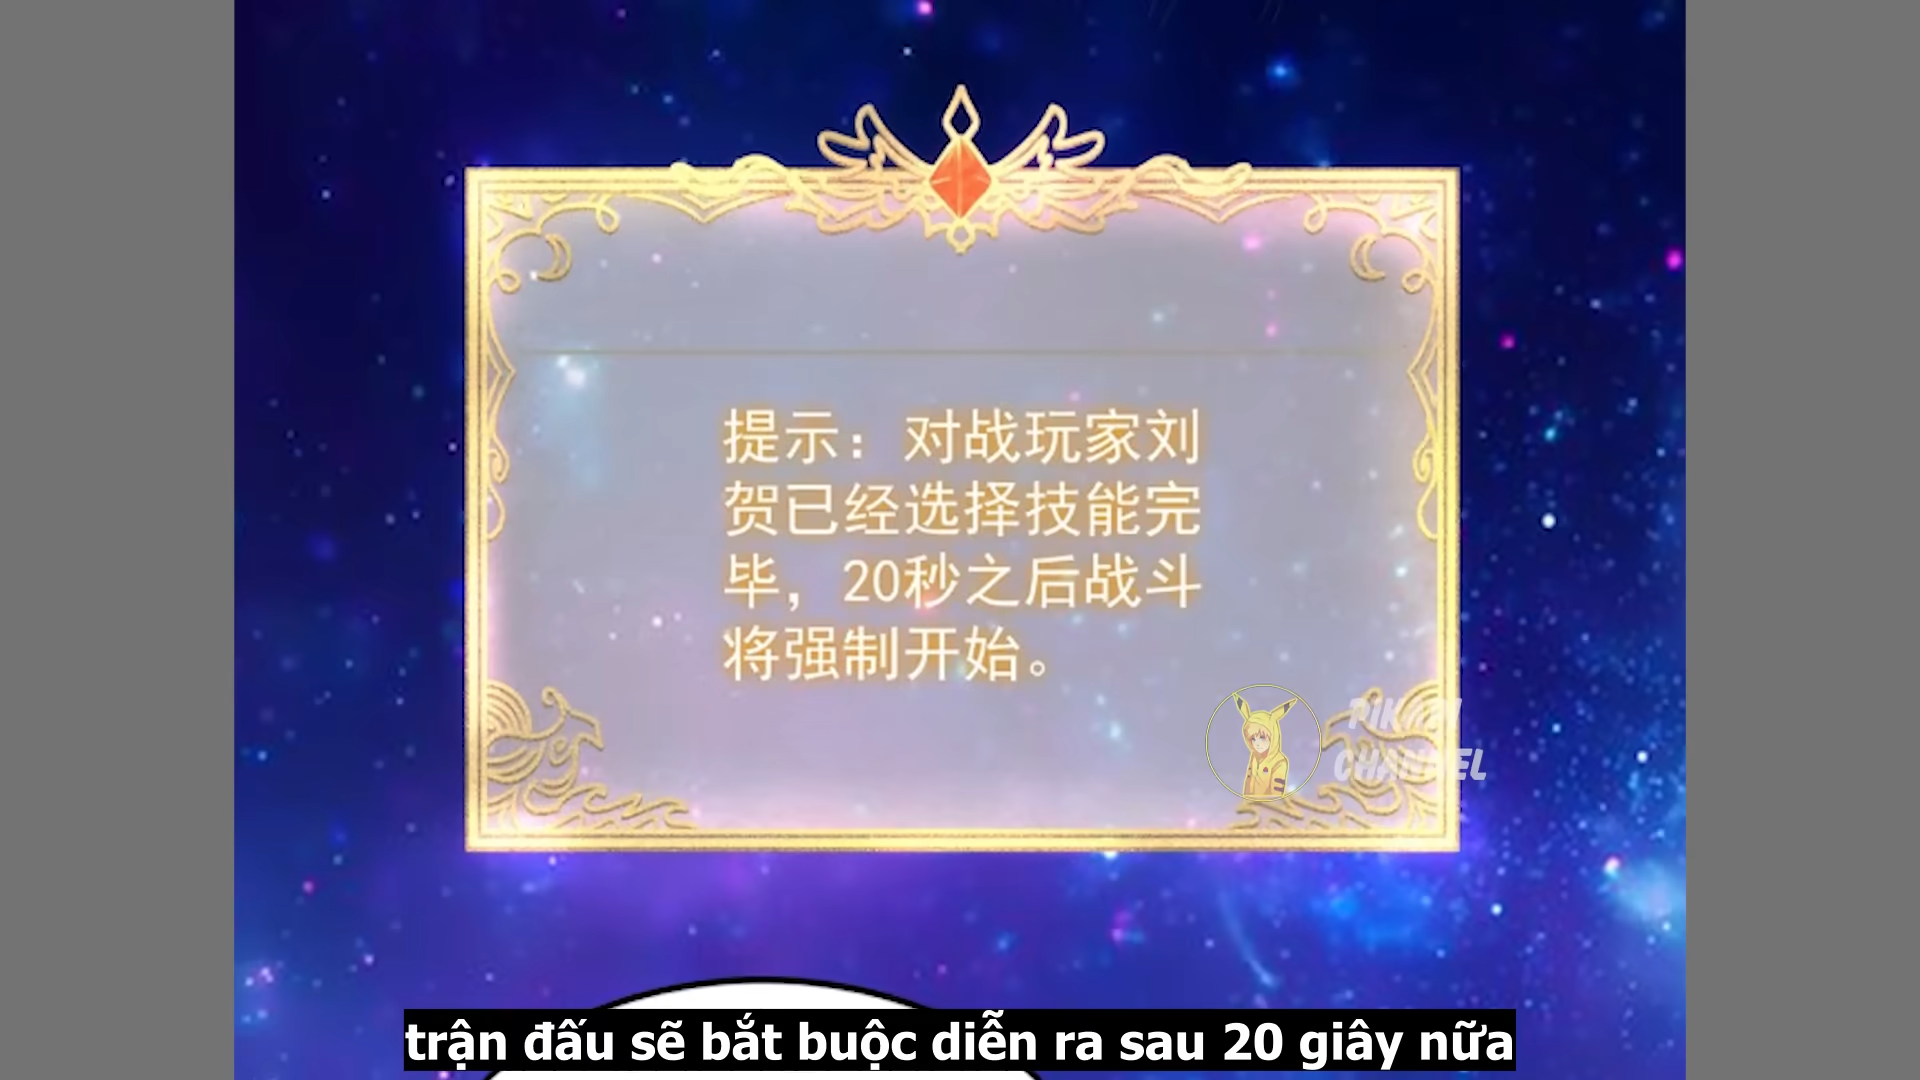 提示：对战玩家刘
贺已经选择技能完
毕，20秒之后战斗
将强制开始。
CHANNEL
trận đấu sẽ bắt buộc diễn ra sau 20 giây nữa